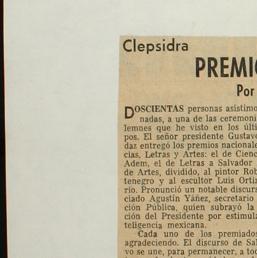 Clepsidra
PREMIO
Por
DOSCIENTAS personas asistimo
nadas, a una de las ceremoni
lemnes que he visto en los últi
pos. El señor presidente Gustavo
daz entregó los premios nacionale
cias, Letras y Artes: el de Cienc
Adem, el de Letras a Salvador
de Artes, dividido, al pintor Rob
tenegro y al escultor Luis Ortiz
rio. Pronunció un notable discur
ciado Agustín Yáñez, secretario
ción Pública, quien subrayó la
ción del Presidente por estimula
teligencia mexicana.
Cada uno de los premiados
agradeciendo. El discurso de Sal
vo se une, para permanecer, a to